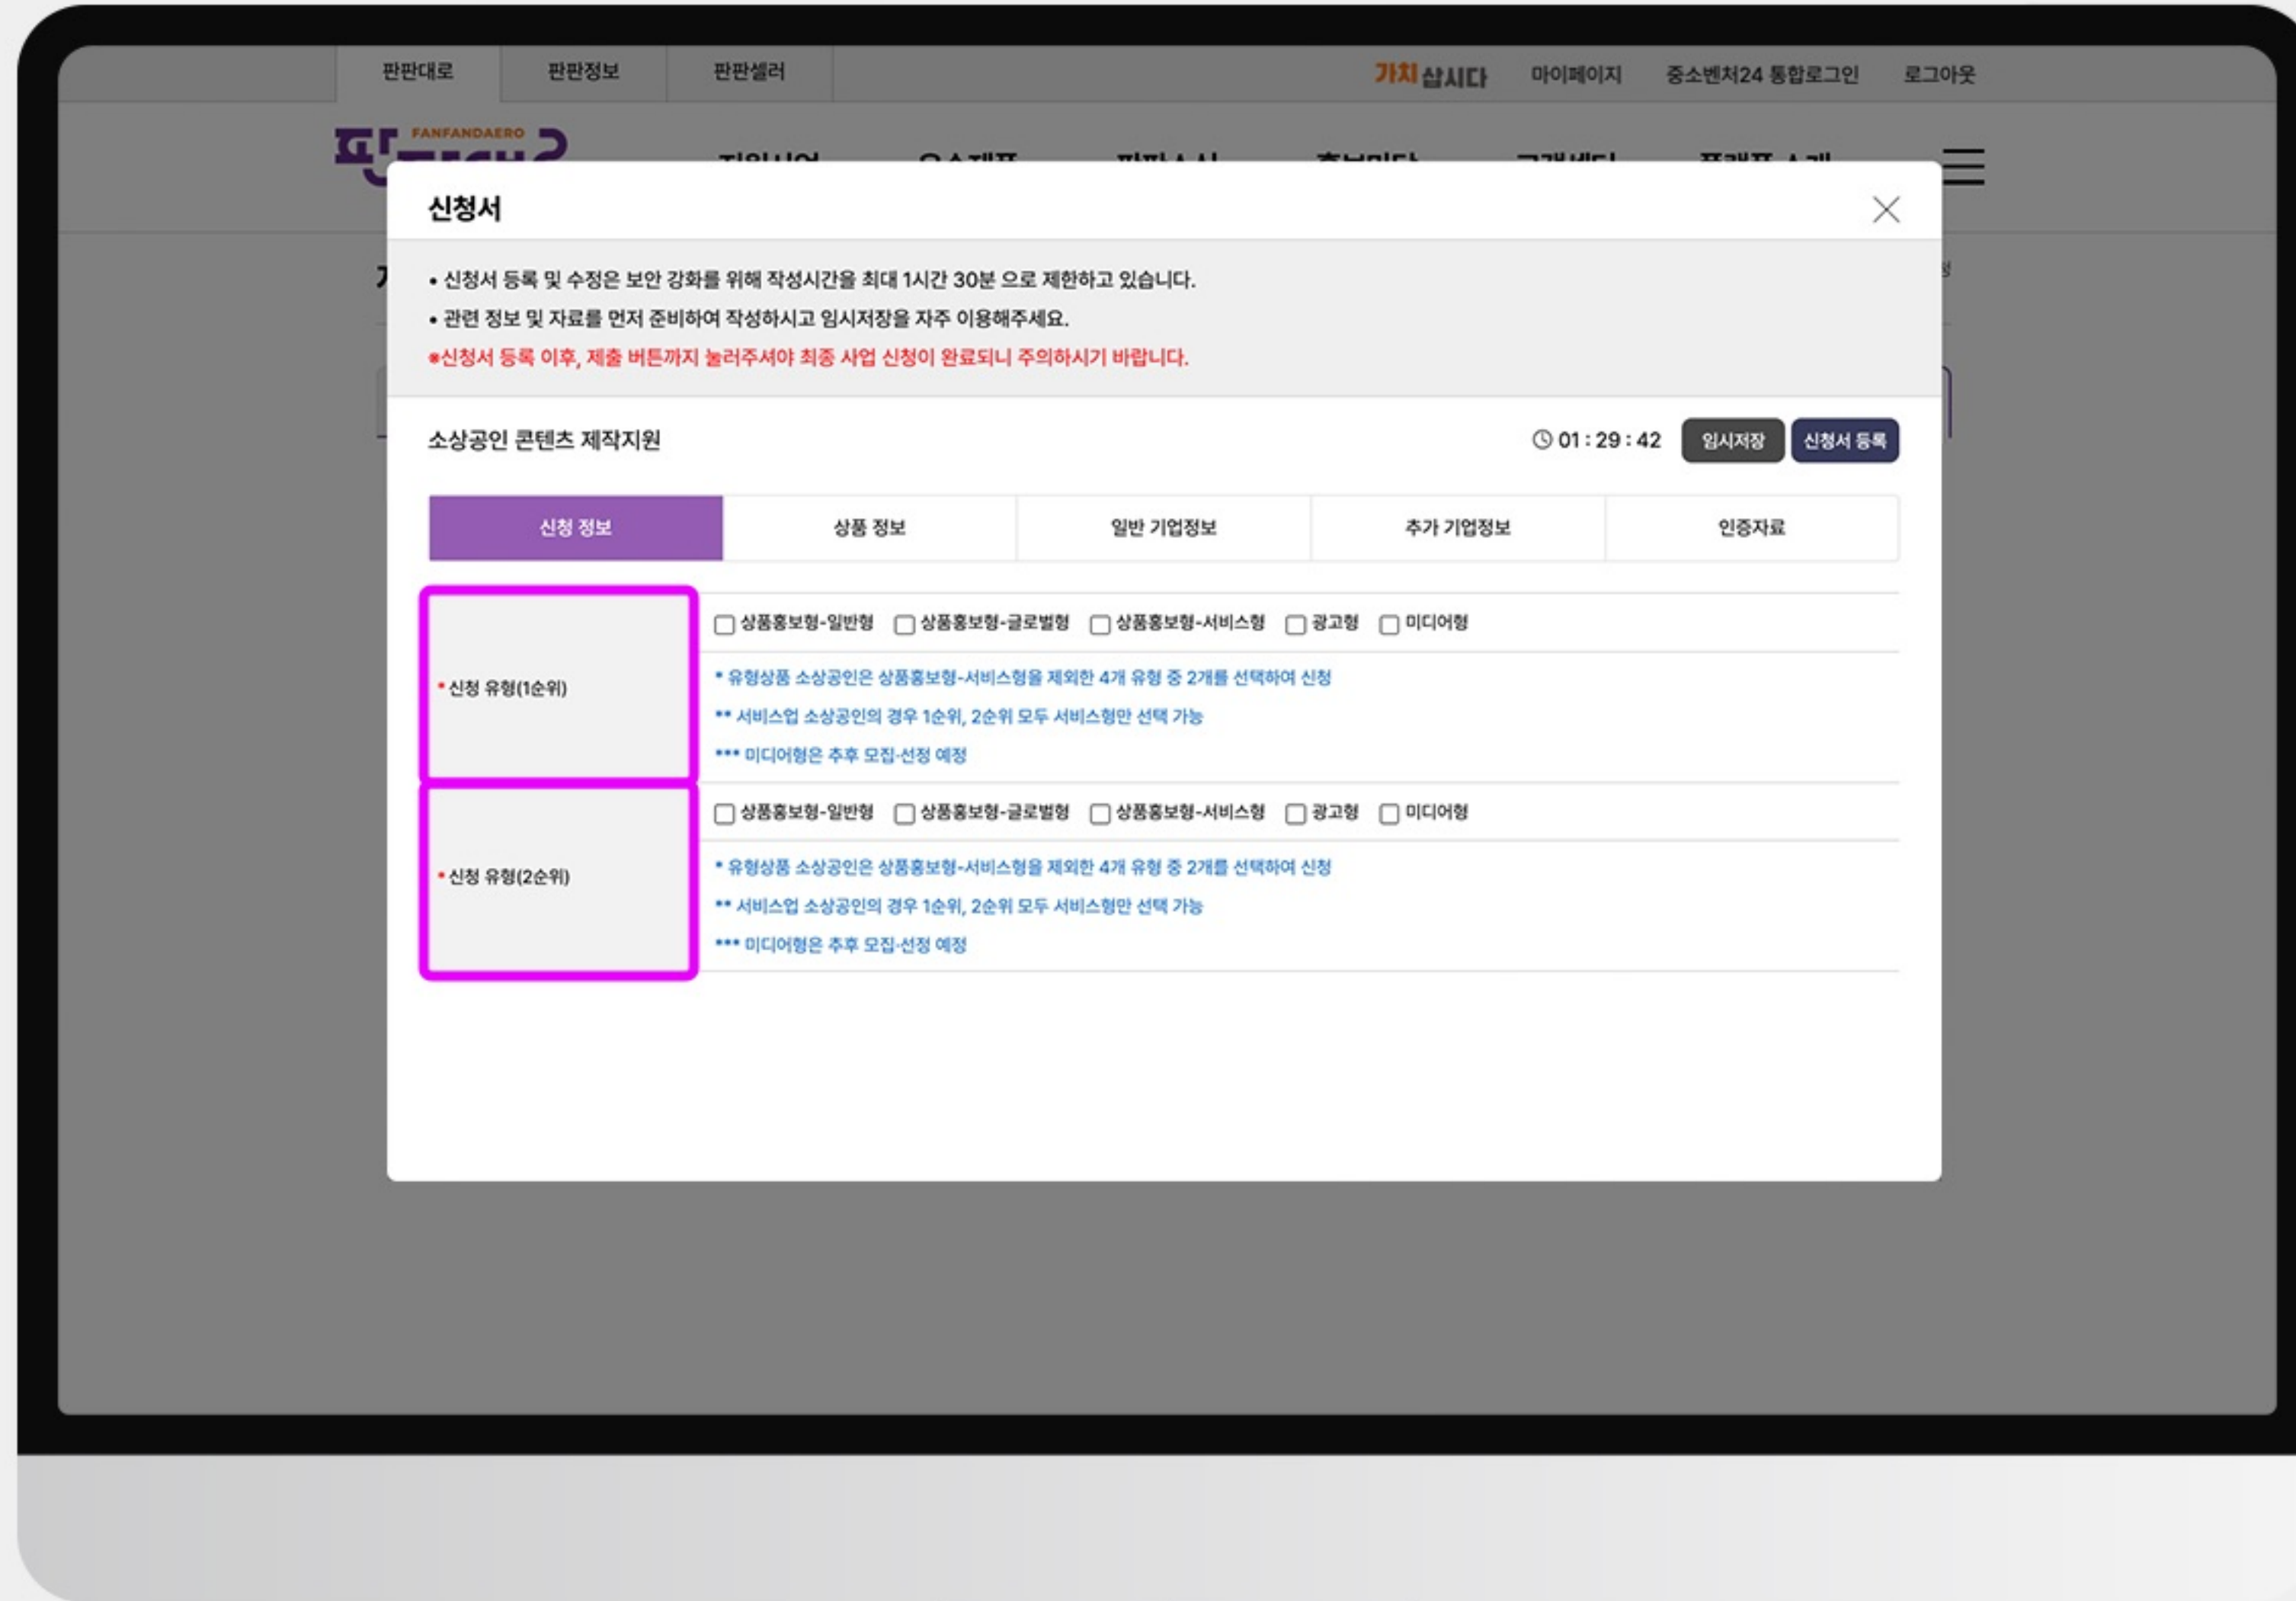 판판대로 판판정보 판판셀러 가치삽시다 마이페이지 중소벤처24 통합로그인 로그아웃
FANFANDAERO
신청서
• 신청서 등록 및 수정은 보안 강화를 위해 작성시간을 최대 1시간 30분 으로 제한하고 있습니다.
• 관련 정보 및 자료를 먼저 준비하여 작성하시고 임시저장을 자주 이용해주세요.
※신청서 등록 이후, 제출 버튼까지 눌러주셔야 최종 사업 신청이 완료되니 주의하시기 바랍니다.
소상공인 콘텐츠 제작지원 01 : 29 : 42 임시저장 신청서 등록
신청 정보 상품 정보 일반 기업정보 추가 기업정보 인증자료
상품홍보형-일반형 상품홍보형-글로벌형 상품홍보형-서비스형 광고형 미디어형
* 신청 유형(1순위)
* 유형상품 소상공인은 상품홍보형-서비스형을 제외한 4개 유형 중 2개를 선택하여 신청
** 서비스업 소상공인의 경우 1순위, 2순위 모두 서비스형만 선택 가능
*** 미디어형은 추후 모집·선정 예정
상품홍보형-일반형 상품홍보형-글로벌형 상품홍보형-서비스형 광고형 미디어형
* 신청 유형(2순위)
* 유형상품 소상공인은 상품홍보형-서비스형을 제외한 4개 유형 중 2개를 선택하여 신청
** 서비스업 소상공인의 경우 1순위, 2순위 모두 서비스형만 선택 가능
*** 미디어형은 추후 모집·선정 예정